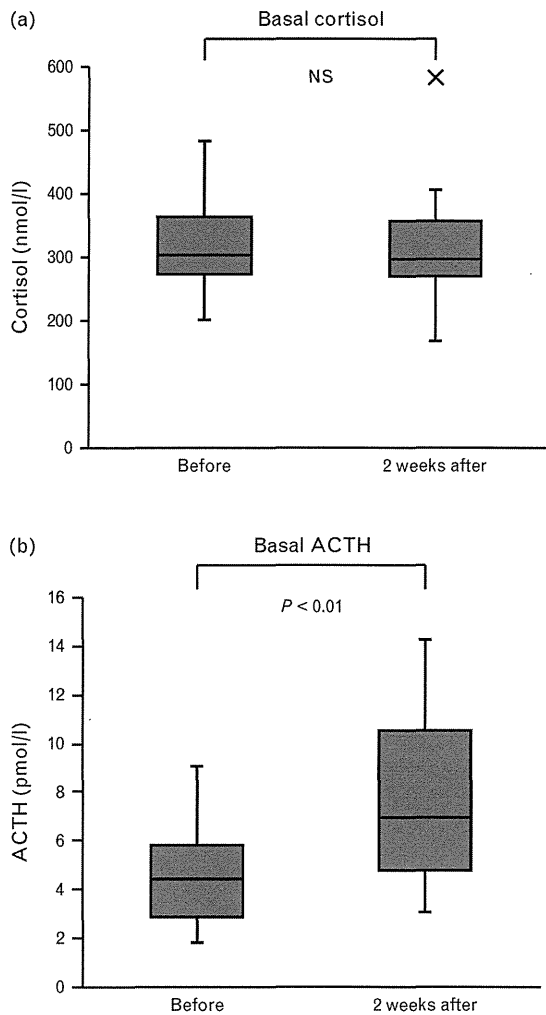 (a)
Basal cortisol
NS
600
500
400
300
200
100
0
Cortisol (nmol/l)
Before
2 weeks after
(b)
Basal ACTH
P < 0.01
16
14
12
10
8
6
4
2
0
ACTH (pmol/l)
Before
2 weeks after